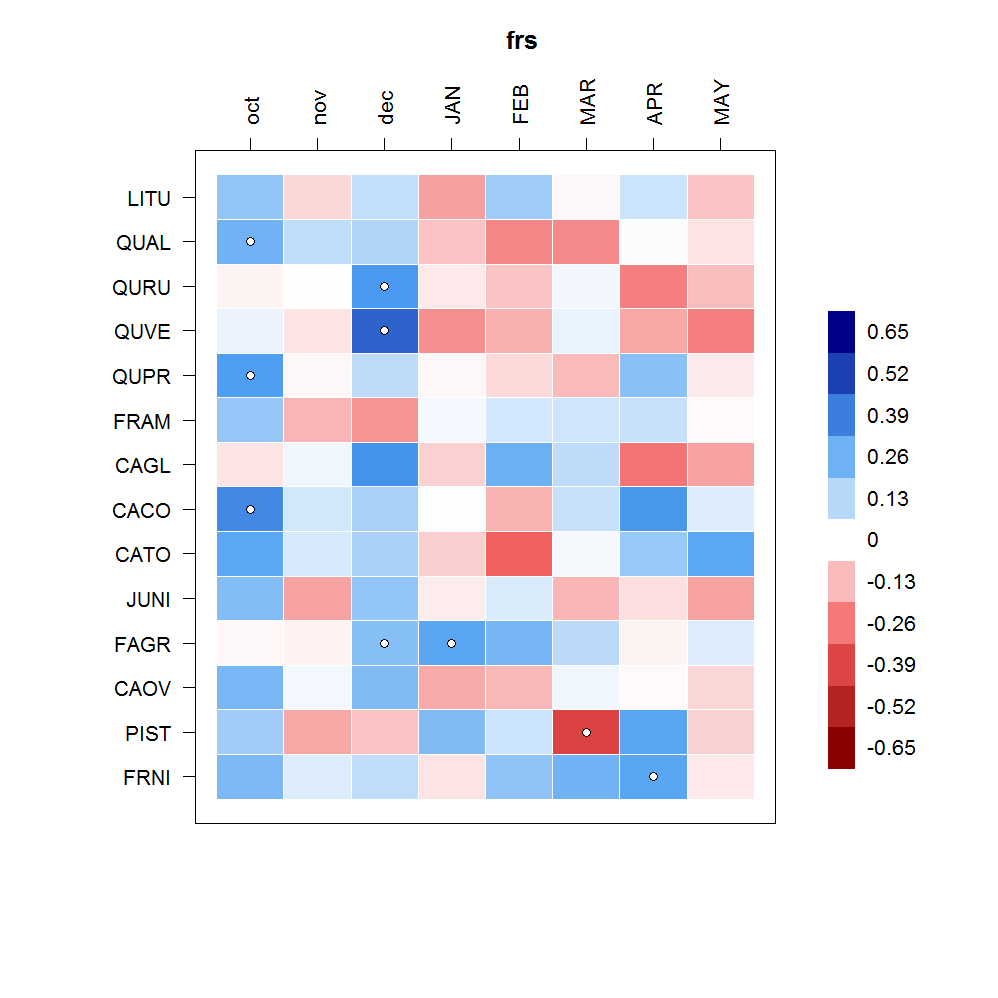 frs
oct nov dec JAN FEB MAR APR MAY
LITU
QUAL
QURU
QUVE
QUPR
FRAM
CAGL
CACO
CATO
JUNI
FAGR
CAOV
PIST
FRNI
0.65
0.52
0.39
0.26
0.13
0
-0.13
-0.26
-0.39
-0.52
-0.65